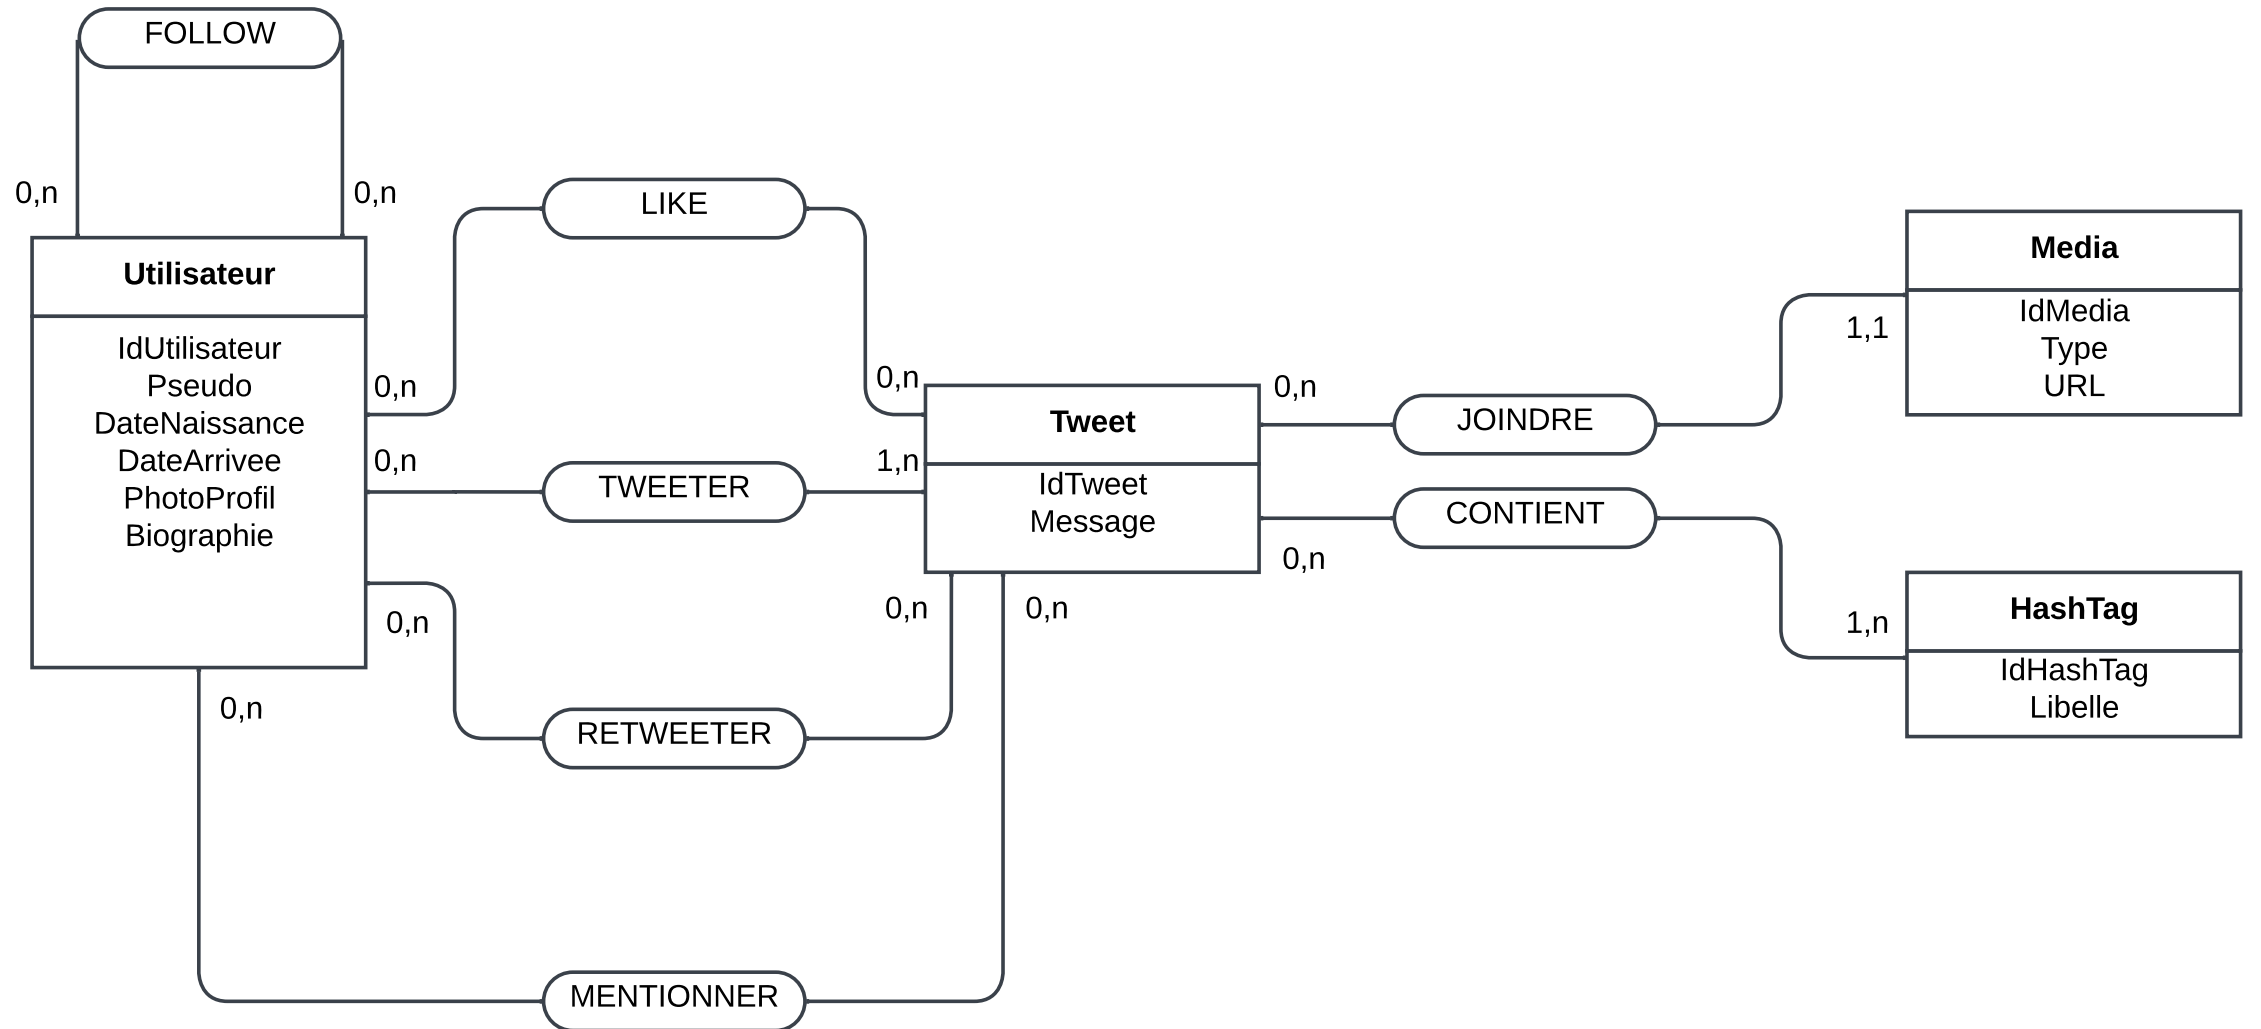 FOLLOW
0,n
0,n
LIKE
Utilisateur
IdUtilisateur
Pseudo
DateNaissance
DateArrivee
PhotoProfil
Biographie
0,n
0,n
0,n
0,n
0,n
1,n
TWEETER
Tweet
IdTweet
Message
0,n
0,n
0,n
0,n
RETWEETER
MENTIONNER
JOINDRE
CONTIENT
1,1
Media
IdMedia
Type
URL
1,n
HashTag
IdHashTag
Libelle